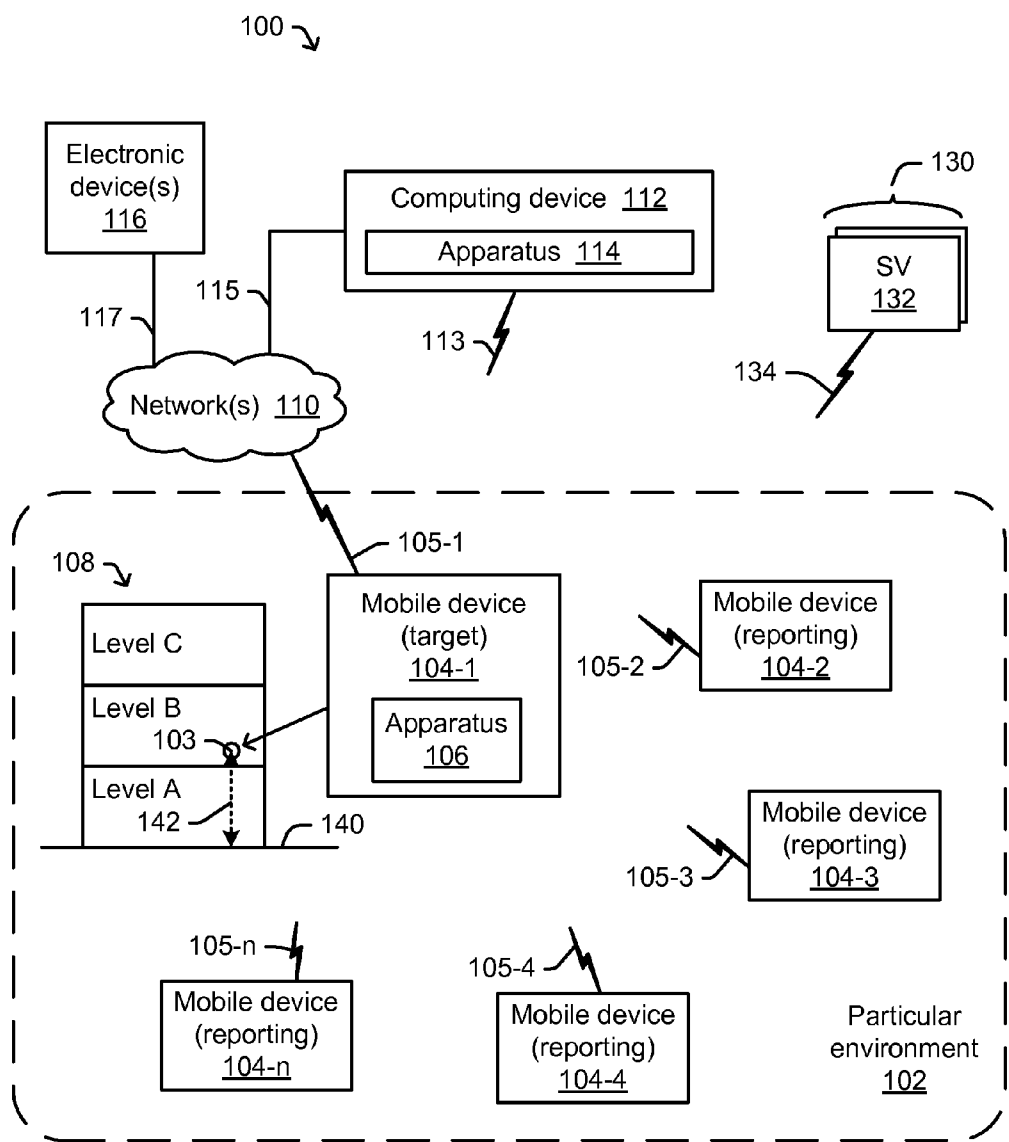 100
Electronic
device(s)
116
Computing device 112
Apparatus 114
130
SV
132
115
117
113
134
Network(s) 110
105-1
108
Level C
Level B
103
Level A
142
140
Mobile device
(target)
104-1
Apparatus
106
Mobile device
(reporting)
104-2
105-2
Mobile device
(reporting)
104-3
105-3
105-n
Mobile device
(reporting)
104-n
105-4
Mobile device
(reporting)
104-4
Particular
environment
102